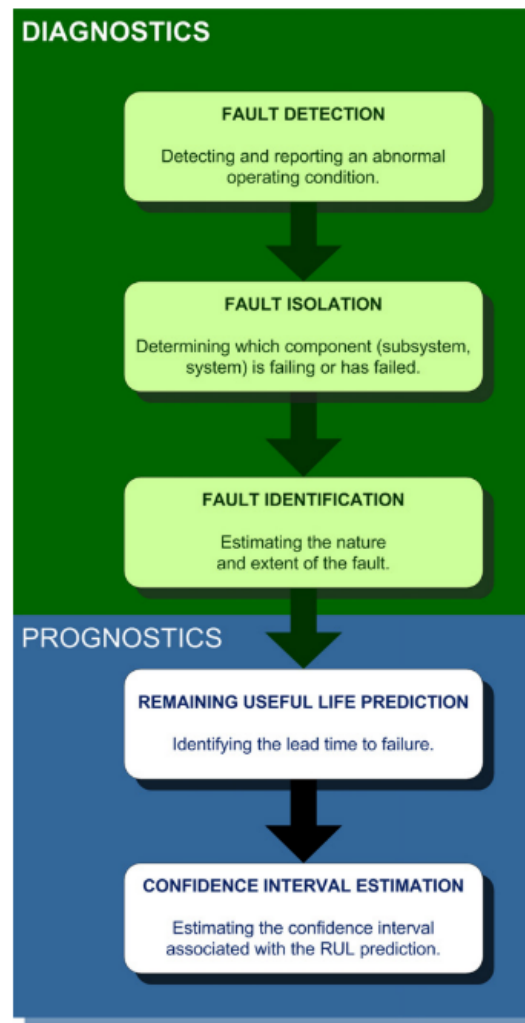 DIAGNOSTICS
FAULT DETECTION
Detecting and reporting an abnormal
operating condition.
FAULT ISOLATION
Determining which component (subsystem,
system) is failing or has failed.
FAULT IDENTIFICATION
Estimating the nature
and extent of the fault.
PROGNOSTICS
REMAINING USEFUL LIFE PREDICTION
Identifying the lead time to failure.
CONFIDENCE INTERVAL ESTIMATION
Estimating the confidence interval
associated with the RUL prediction.